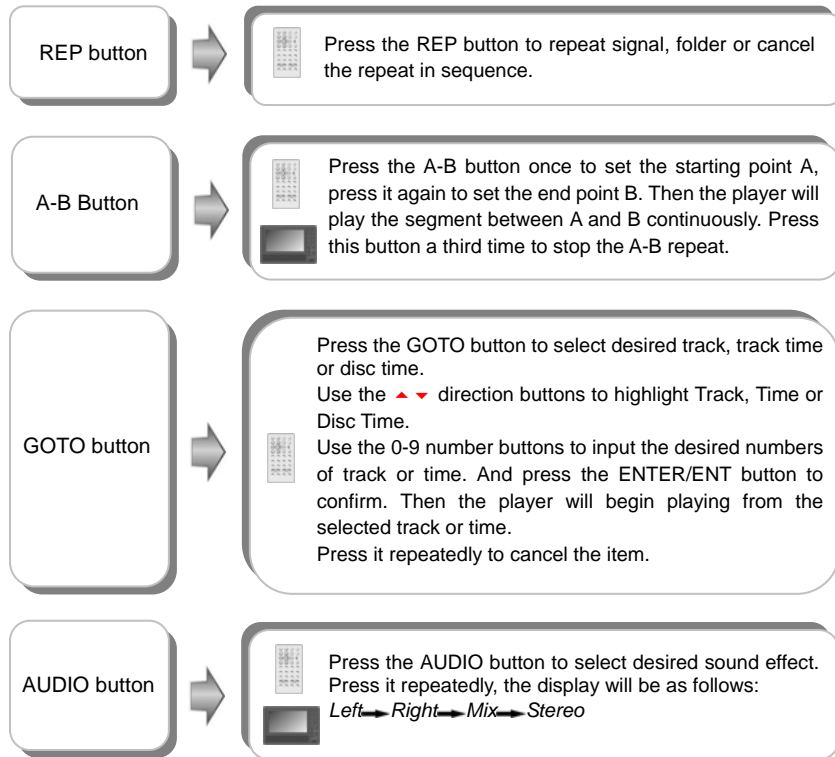 REP button
Press the REP button to repeat signal, folder or cancel
the repeat in sequence.
A-B Button
Press the A-B button once to set the starting point A,
press it again to set the end point B. Then the player will
play the segment between A and B continuously. Press
this button a third time to stop the A-B repeat.
GOTO button
Press the GOTO button to select desired track, track time
or disc time.
Use the ▲ ▼ direction buttons to highlight Track, Time or
Disc Time.
Use the 0-9 number buttons to input the desired numbers
of track or time. And press the ENTER/ENT button to
confirm. Then the player will begin playing from the
selected track or time.
Press it repeatedly to cancel the item.
AUDIO button
Press the AUDIO button to select desired sound effect.
Press it repeatedly, the display will be as follows:
Left→Right→Mix→Stereo